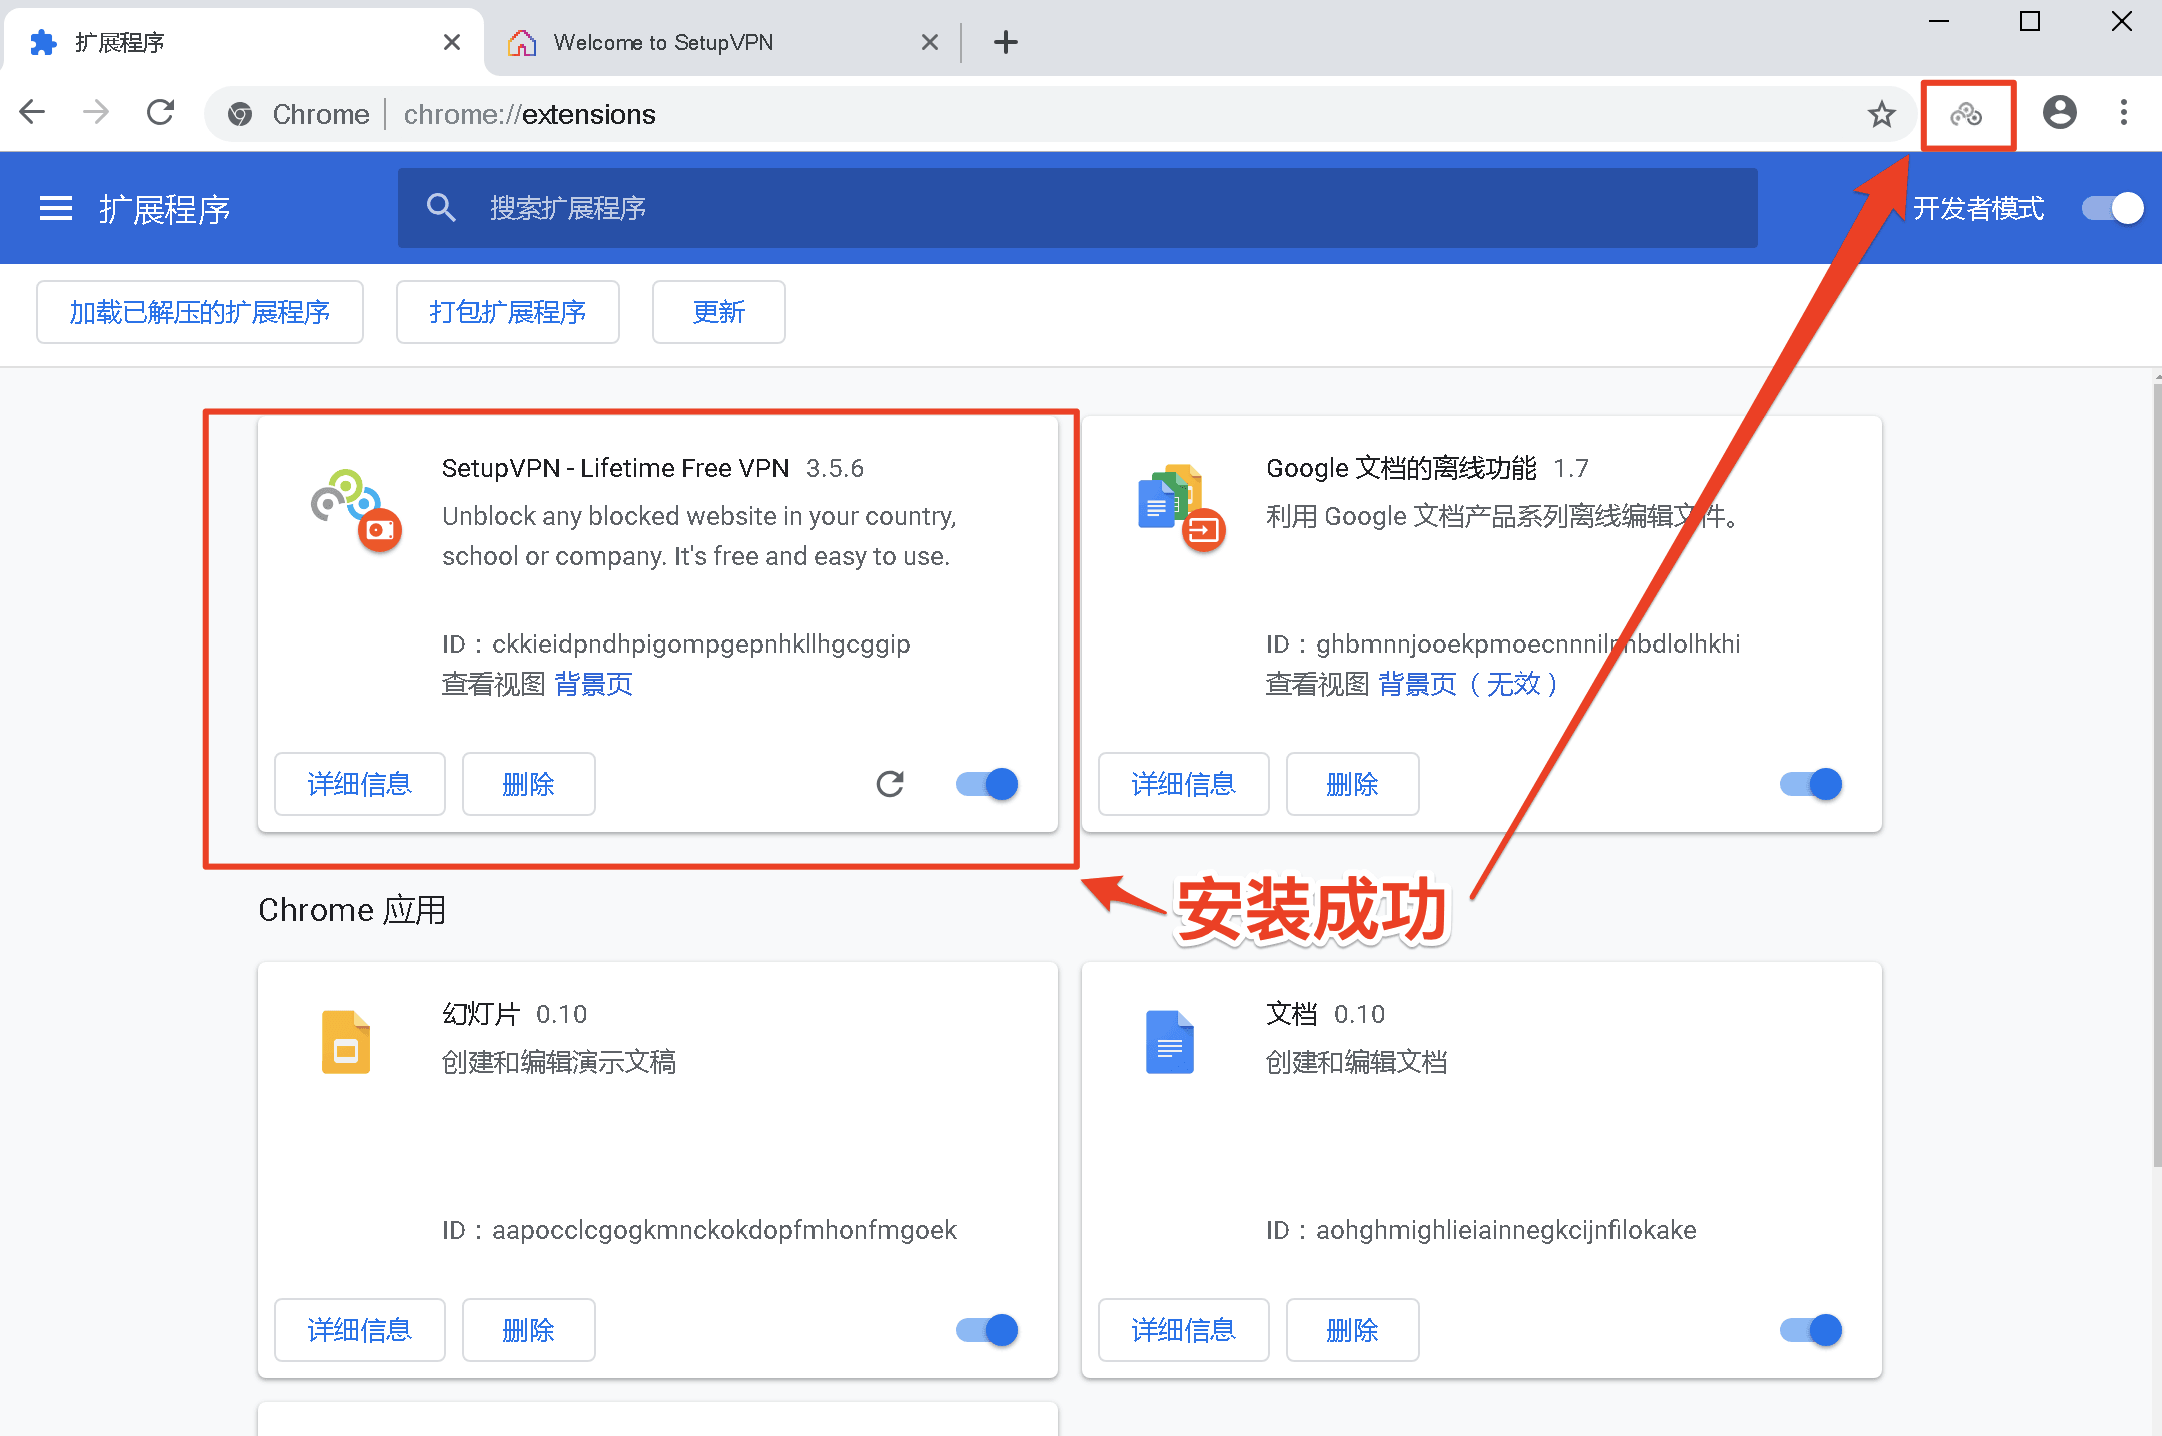 扩展程序
Welcome to SetupVPN
Chrome
chrome://extensions
扩展程序
搜索扩展程序
开发者模式
加载已解压的扩展程序
打包扩展程序
更新
SetupVPN - Lifetime Free VPN 3.5.6
Unblock any blocked website in your country,
school or company. It's free and easy to use.
ID：ckkieidpndhpigompgepnhkllhgcggip
查看视图 背景页
详细信息
删除
Google 文档的离线功能 1.7
利用 Google 文档产品系列离线编辑文件。
ID：ghbmnnjooekpmoecnnnilnnbdlolhkhi
查看视图 背景页（无效）
详细信息
删除
安装成功
Chrome 应用
幻灯片 0.10
创建和编辑演示文稿
ID：aapocclcgogkmnckokdopfmhonfmgoek
详细信息
删除
文档 0.10
创建和编辑文档
ID：aohghmighlieiainnegkcijnfilokake
详细信息
删除